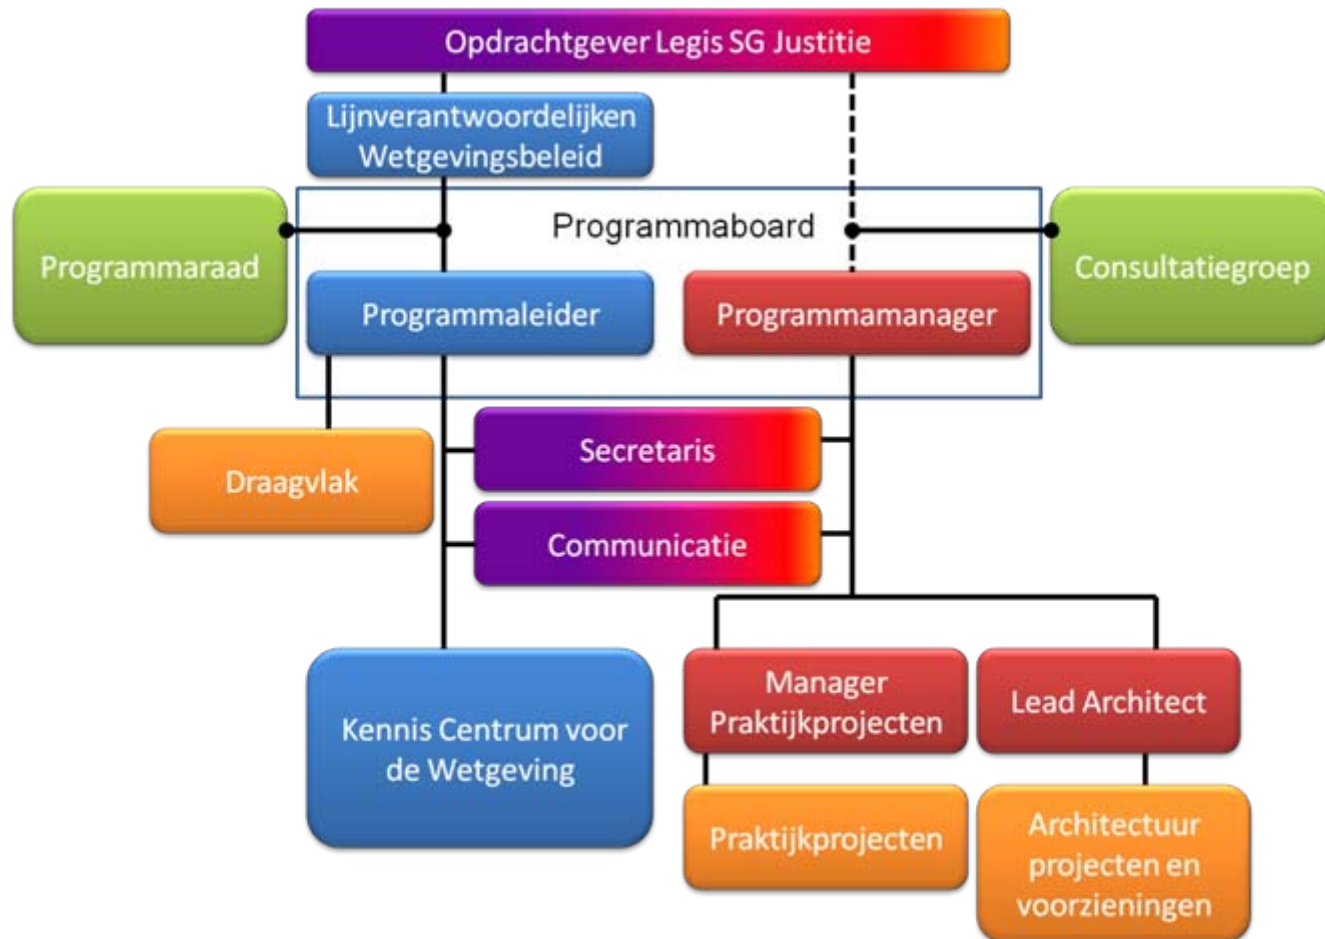 Opdrachtgever Legis SG Justitie
Lijnverantwoordelijken
Wetgevingsbeleid
Programmaboard
Programmaraad
Consultatiegroep
Programmaleider
Programmamanager
Secretaris
Draagvlak
Communicatie
Kennis Centrum voor
de Wetgeving
Manager
Praktijkprojecten
Lead Architect
Praktijkprojecten
Architectuur
projecten en
voorzieningen